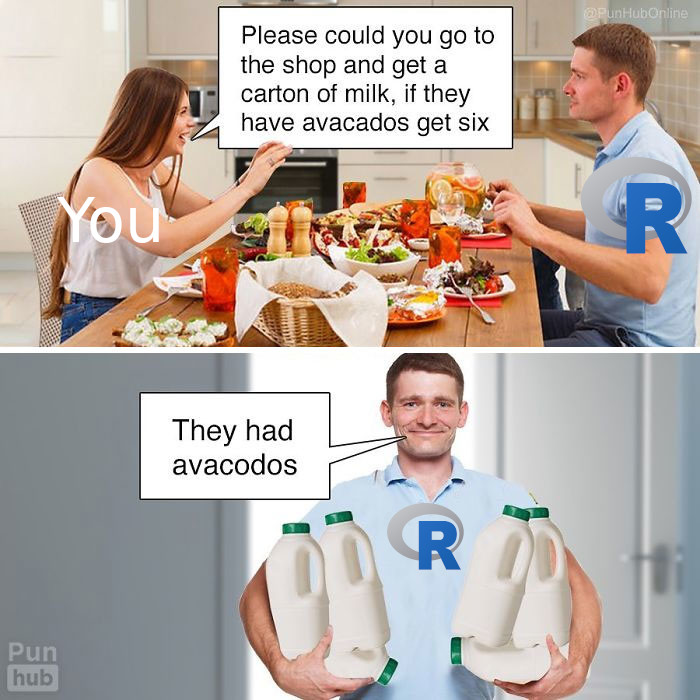 @PunHubOnline
Please could you go to
the shop and get a
carton of milk, if they
have avacados get six
You
R
They had
avacodos
R
Pun
hub